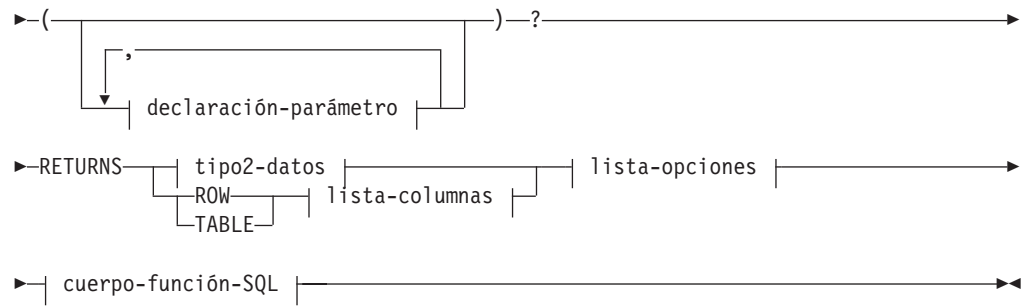 ( ) ?
,
declaración-parámetro
RETURNS tipo2-datos lista-opciones
ROW lista-columnas
TABLE
cuerpo-función-SQL